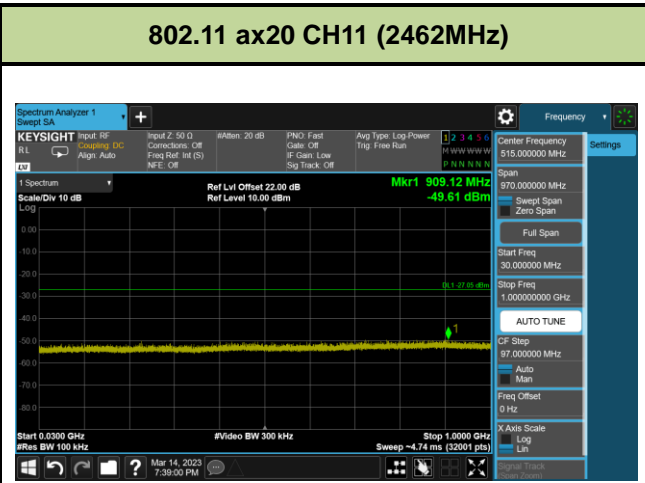 802.11 ax20 CH11 (2462MHz)
Spectrum Analyzer 1
Swept SA
Frequency
KEYSIGHT
RL
LXI
Input: RF
Coupling: DC
Align: Auto
Input Z: 50 Ω
Corrections: Off
Freq Ref: Int (S)
NFE: Off
#Atten: 20 dB
PNO: Fast
Gate: Off
IF Gain: Low
Sig Track: Off
Avg Type: Log-Power
Trig: Free Run
1 2 3 4 5 6
M W W W W W
P N N N N N
Center Frequency
515.000000 MHz
Settings
1 Spectrum
Scale/Div 10 dB
Log
Ref Lvl Offset 22.00 dB
Ref Level 10.00 dBm
Mkr1 909.12 MHz
-49.61 dBm
Span
970.000000 MHz
Swept Span
Zero Span
Full Span
Start Freq
30.000000 MHz
Stop Freq
1.000000000 GHz
AUTO TUNE
CF Step
97.000000 MHz
Auto
Man
Freq Offset
0 Hz
X Axis Scale
Log
Lin
Signal Track
(Span Zoom)
0.00
-10.0
-20.0
DL1 -27.05 dBm
-30.0
-40.0
1
-50.0
-60.0
-70.0
-80.0
Start 0.0300 GHz
#Res BW 100 kHz
#Video BW 300 kHz
Stop 1.0000 GHz
Sweep ~4.74 ms (32001 pts)
Mar 14, 2023
7:39:00 PM